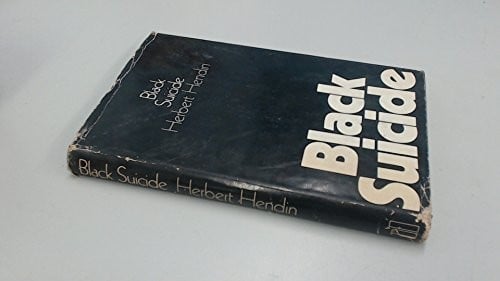 Black
Suicide
Herbert Hendin
Black
Suicide
Black Suicide Herbert Hendin